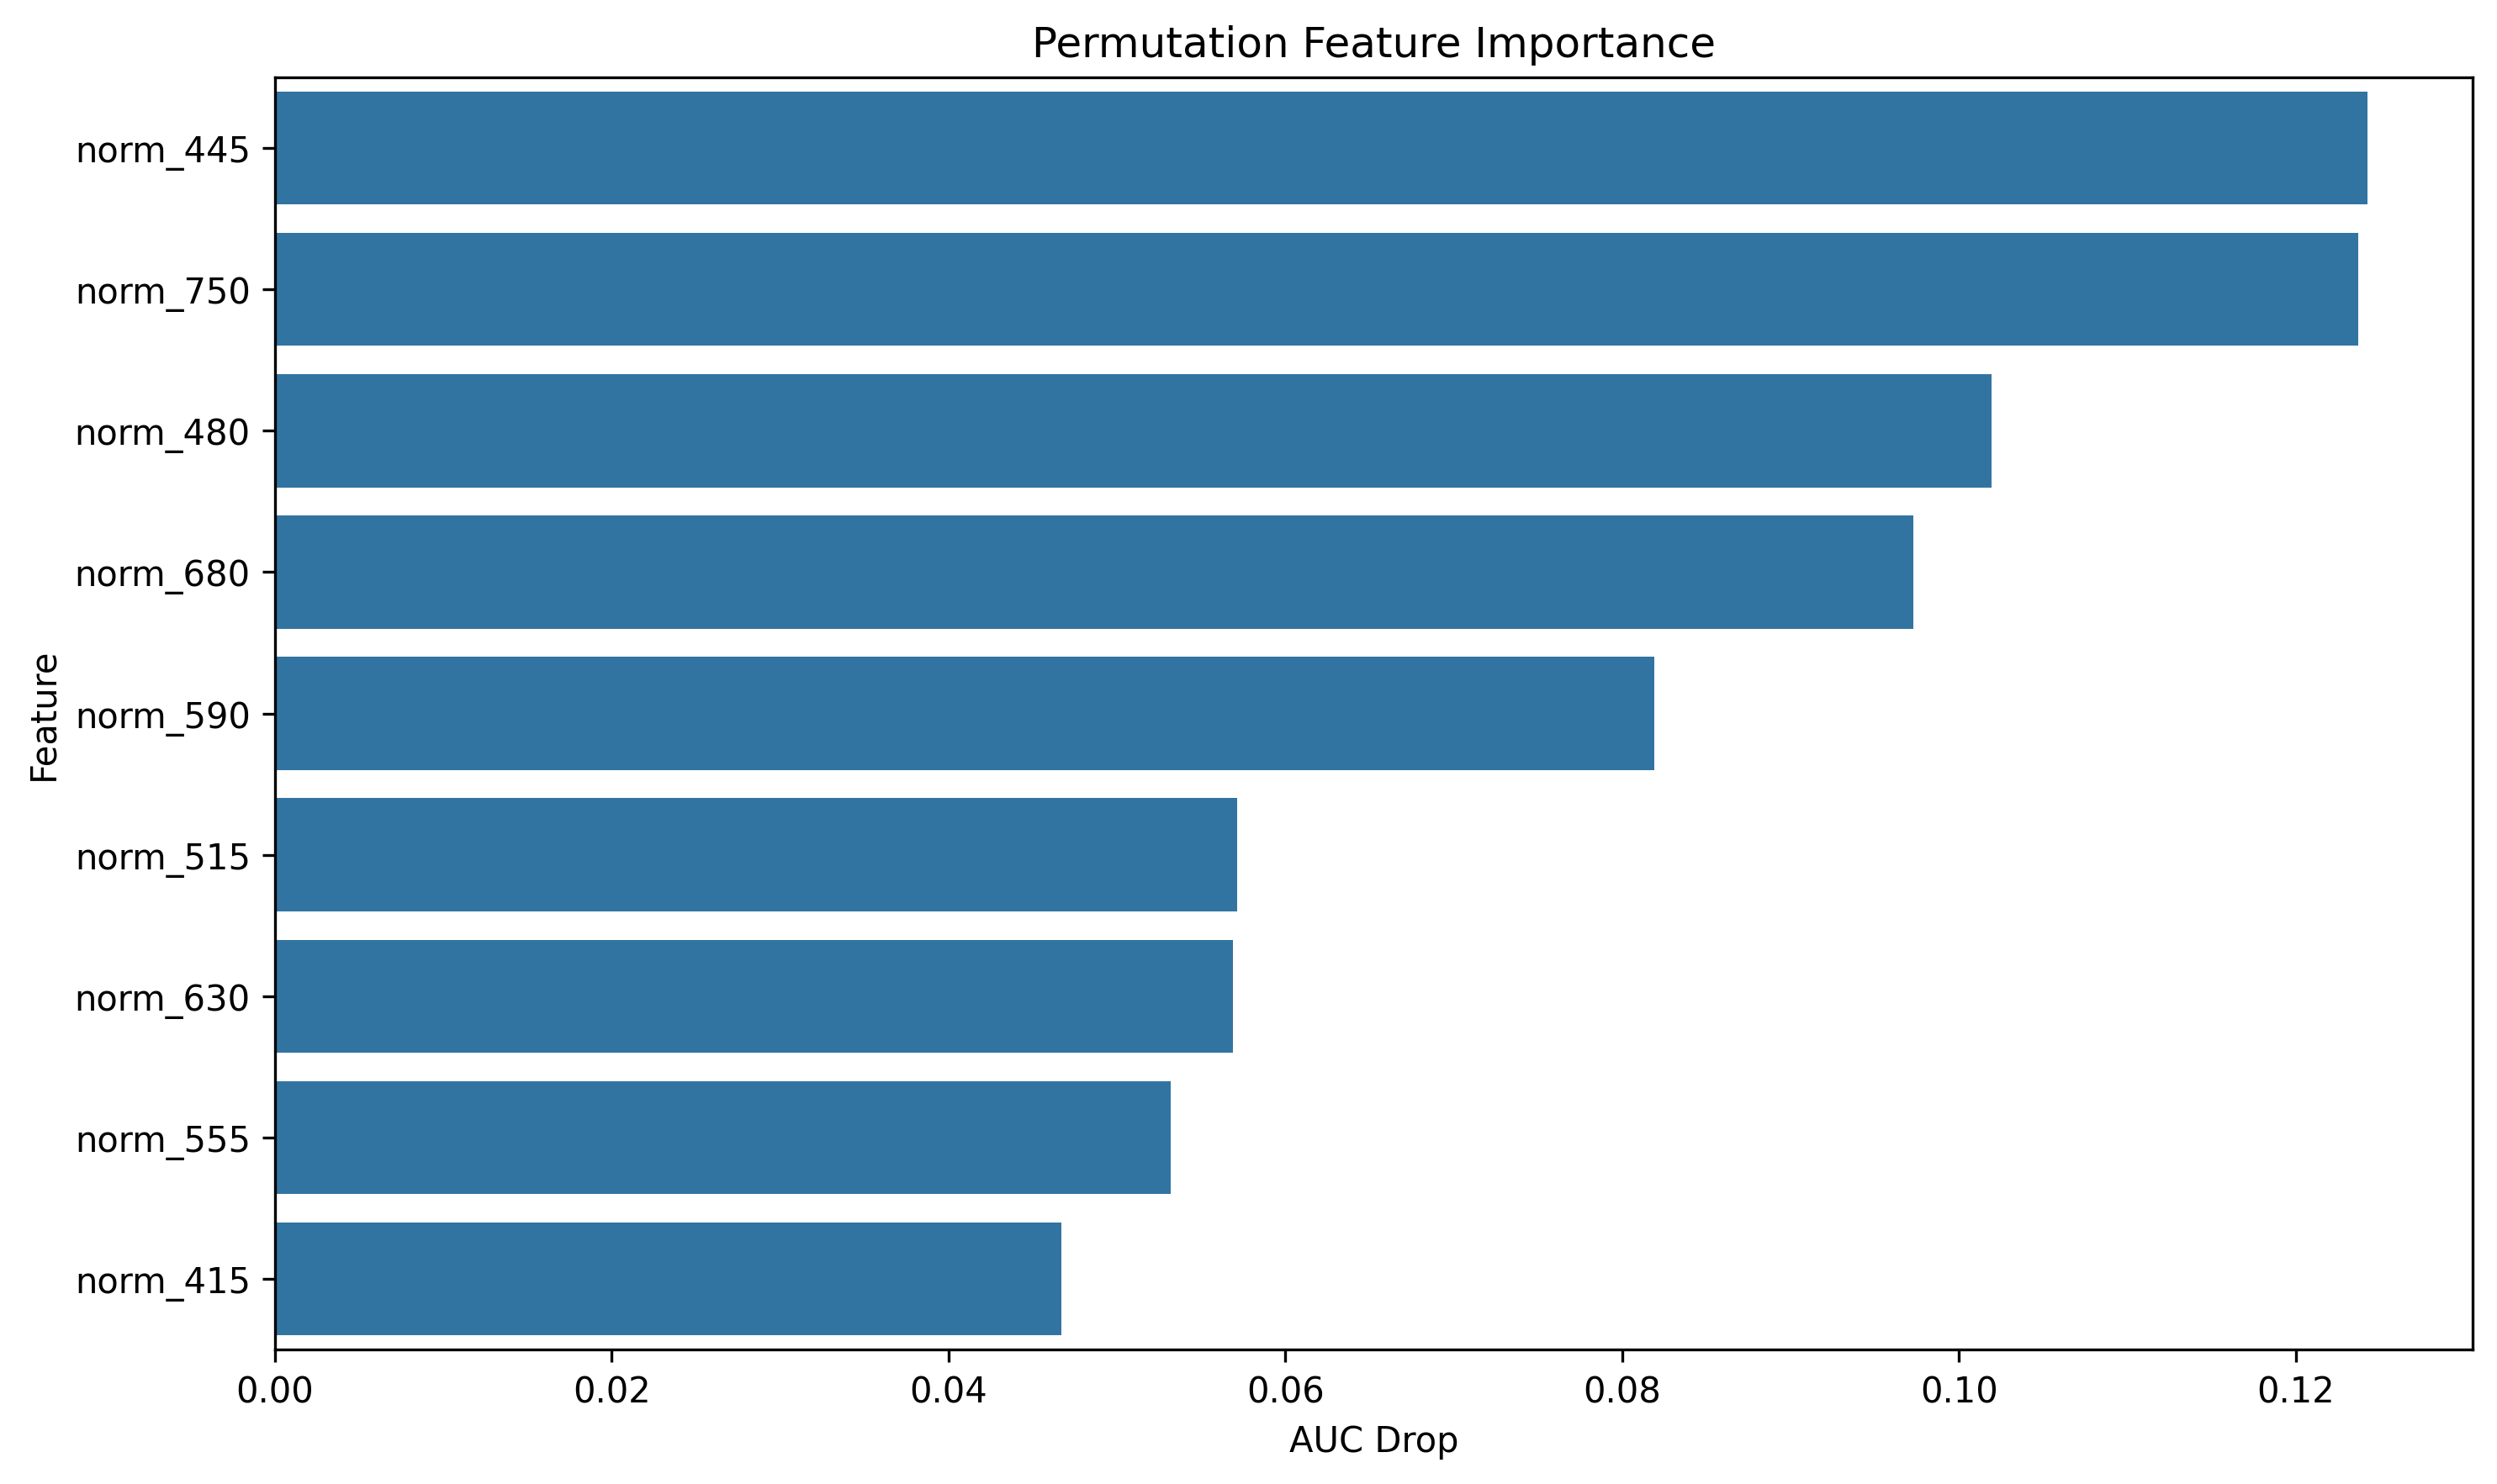 Permutation Feature Importance
norm_445
norm_750
norm_480
norm_680
norm_590
norm_515
norm_630
norm_555
norm_415
Feature
0.00 0.02 0.04 0.06 0.08 0.10 0.12
AUC Drop